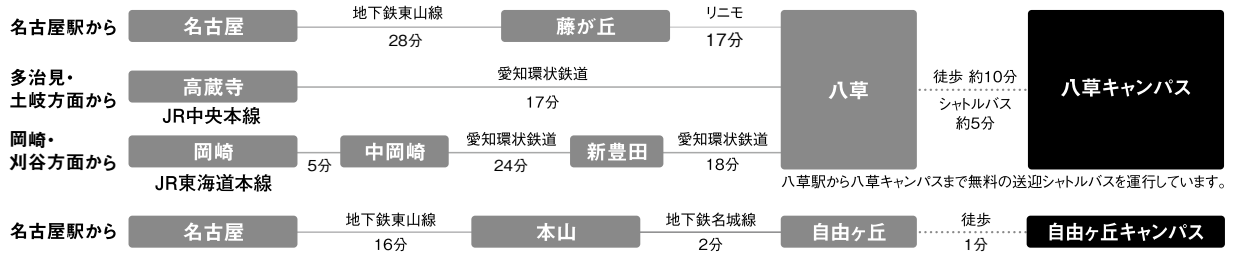 名古屋駅から 名古屋 地下鉄東山線 28分 藤が丘 リニモ 17分
多治見・
土岐方面から 高蔵寺 愛知環状鉄道 17分
JR中央本線
岡崎・
刈谷方面から 岡崎 5分 中岡崎 愛知環状鉄道 24分 新豊田 愛知環状鉄道 18分
JR東海道本線
八草
徒歩 約10分
シャトルバス
約5分
八草キャンパス
八草駅から八草キャンパスまで無料の送迎シャトルバスを運行しています。
名古屋駅から 名古屋 地下鉄東山線 16分 本山 地下鉄名城線 2分 自由ヶ丘 徒歩 1分 自由ヶ丘キャンパス